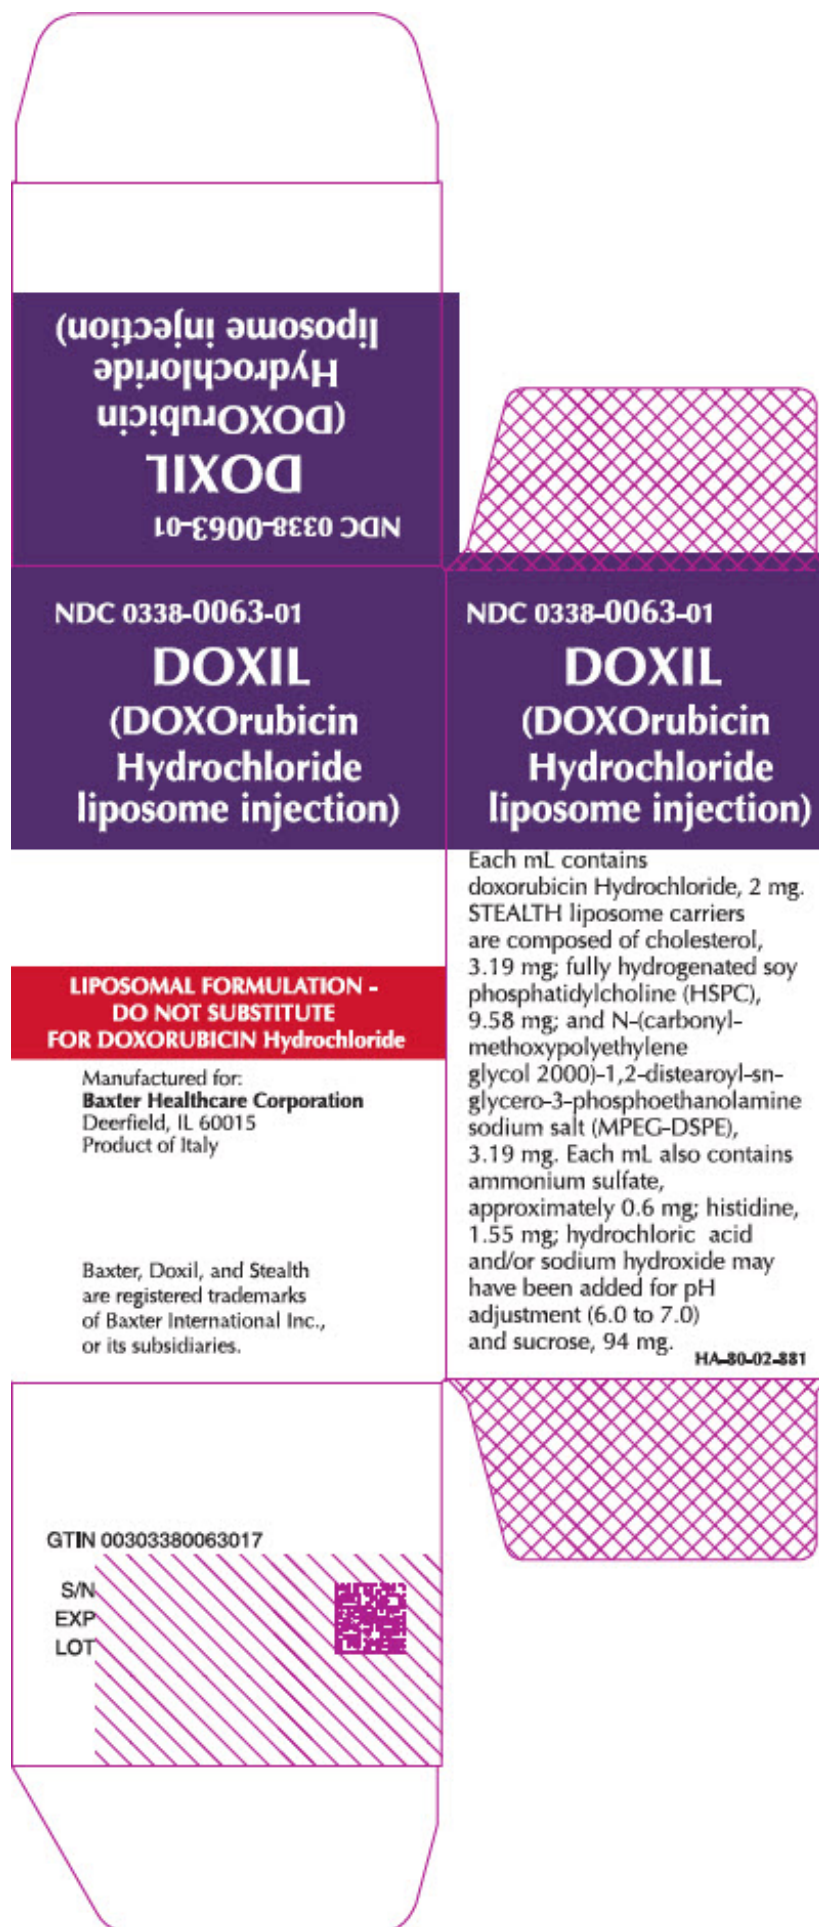 NDC 0338-0063-01
DOXIL
(DOXOrubicin
Hydrochloride
liposome injection)
NDC 0338-0063-01
DOXIL
(DOXOrubicin
Hydrochloride
liposome injection)
LIPOSOMAL FORMULATION -
DO NOT SUBSTITUTE
FOR DOXORUBICIN Hydrochloride
Manufactured for:
Baxter Healthcare Corporation
Deerfield, IL 60015
Product of Italy
Baxter, Doxil, and Stealth
are registered trademarks
of Baxter International Inc.,
or its subsidiaries.
NDC 0338-0063-01
DOXIL
(DOXOrubicin
Hydrochloride
liposome injection)
Each mL contains
doxorubicin Hydrochloride, 2 mg.
STEALTH liposome carriers
are composed of cholesterol,
3.19 mg; fully hydrogenated soy
phosphatidylcholine (HSPC),
9.58 mg; and N-(carbonyl-
methoxypolyethylene
glycol 2000)-1,2-distearoyl-sn-
glycero-3-phosphoethanolamine
sodium salt (MPEG-DSPE),
3.19 mg. Each mL also contains
ammonium sulfate,
approximately 0.6 mg; histidine,
1.55 mg; hydrochloric acid
and/or sodium hydroxide may
have been added for pH
adjustment (6.0 to 7.0)
and sucrose, 94 mg.
HA-80-02-881
GTIN 00303380063017
S/N
EXP
LOT